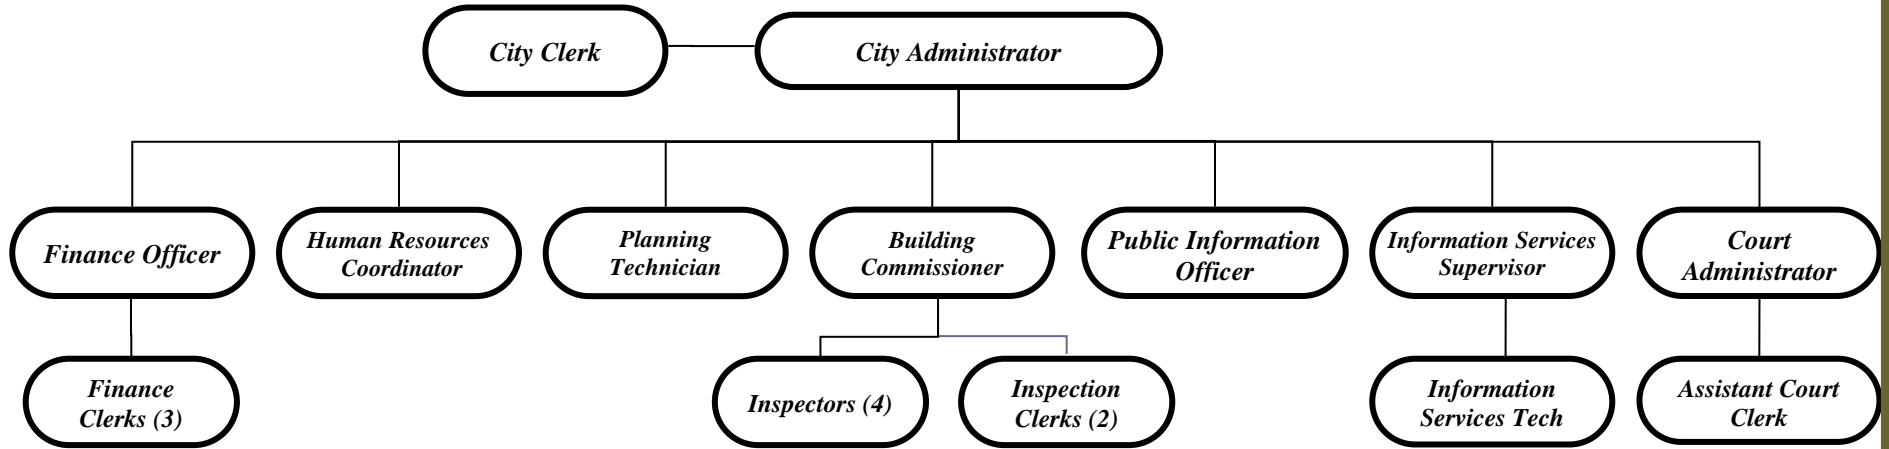 City Clerk
City Administrator
Finance Officer
Human Resources
Coordinator
Planning
Technician
Building
Commissioner
Public Information
Officer
Information Services
Supervisor
Court
Administrator
Finance
Clerks (3)
Inspectors (4)
Inspection
Clerks (2)
Information
Services Tech
Assistant Court
Clerk